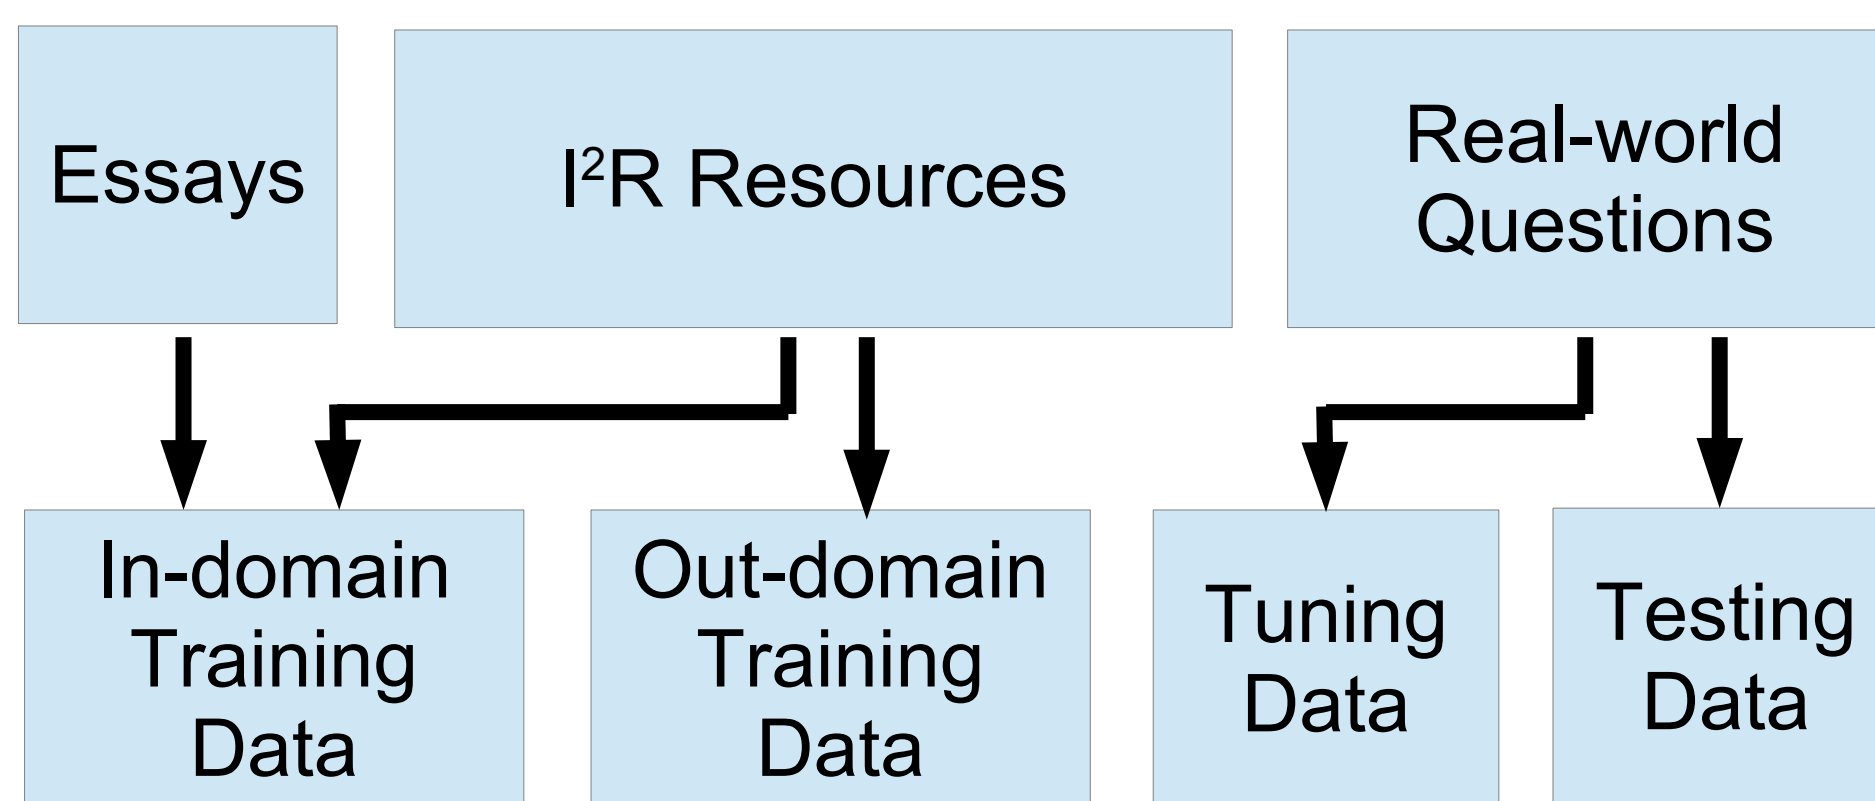 Essays
I²R Resources
Real-world
Questions
In-domain
Training
Data
Out-domain
Training
Data
Tuning
Data
Testing
Data